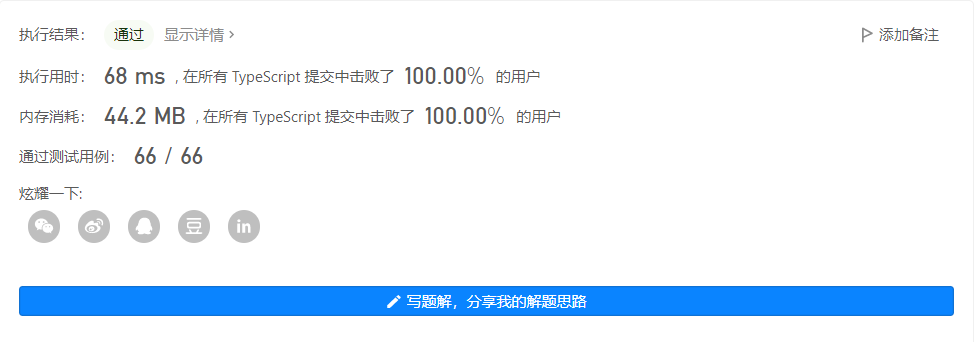 执行结果： 通过 显示详情 › 添加备注
执行用时： 68 ms , 在所有 TypeScript 提交中击败了 100.00% 的用户
内存消耗： 44.2 MB , 在所有 TypeScript 提交中击败了 100.00% 的用户
通过测试用例： 66 / 66
炫耀一下:
豆 in
写题解，分享我的解题思路